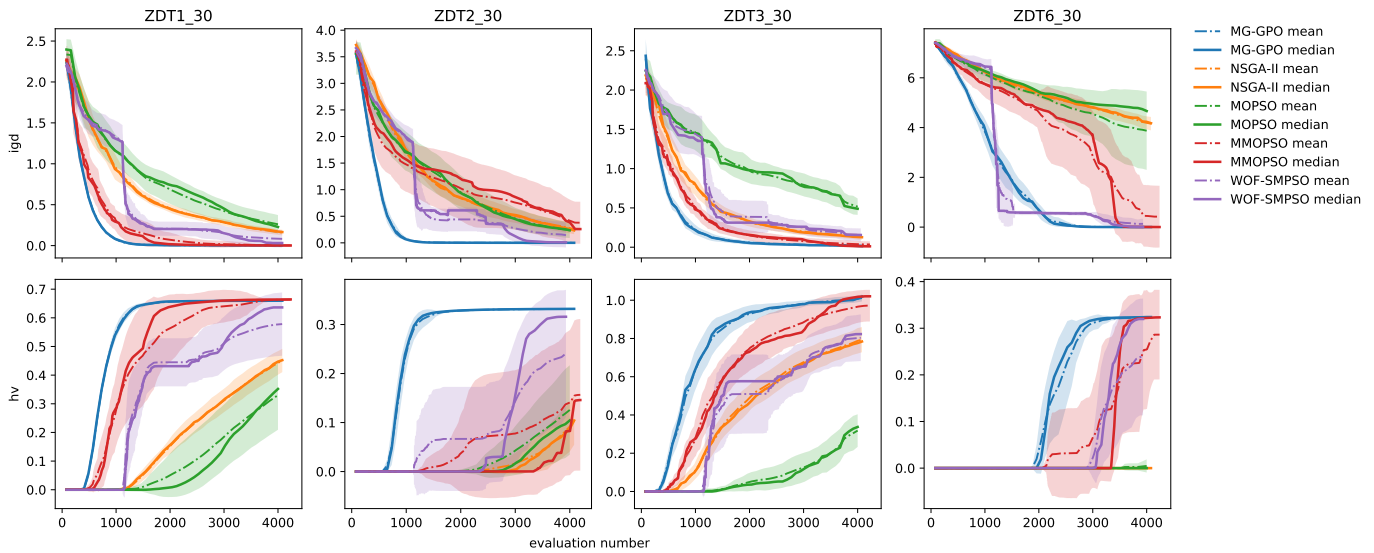 ZDT1_30
ZDT2_30
ZDT3_30
ZDT6_30
igd
2.5
2.0
1.5
1.0
0.5
0.0
4.0
3.5
3.0
2.5
2.0
1.5
1.0
0.5
0.0
2.5
2.0
1.5
1.0
0.5
0.0
6
4
2
0
MG-GPO mean
MG-GPO median
NSGA-II mean
NSGA-II median
MOPSO mean
MOPSO median
MMOPSO mean
MMOPSO median
WOF-SMPSO mean
WOF-SMPSO median
hv
0.7
0.6
0.5
0.4
0.3
0.2
0.1
0.0
0.3
0.2
0.1
0.0
1.0
0.8
0.6
0.4
0.2
0.0
0.4
0.3
0.2
0.1
0.0
0 1000 2000 3000 4000
0 1000 2000 3000 4000
0 1000 2000 3000 4000
0 1000 2000 3000 4000
evaluation number